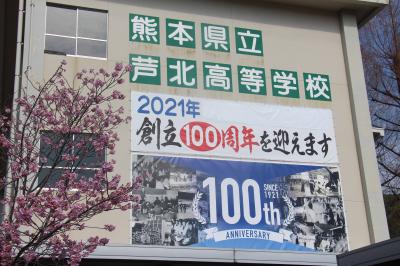 熊本県立
芦北高等学校
2021年
創立100周年を迎えます
100th
SINCE
1921
ANNIVERSARY